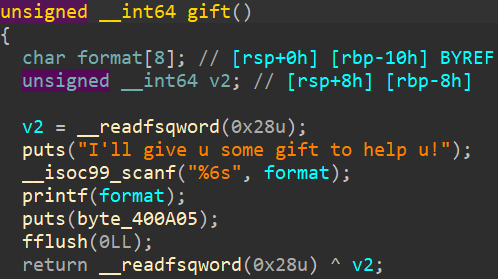 unsigned __int64 gift()
{
char format[8]; // [rsp+0h] [rbp-10h] BYREF
unsigned __int64 v2; // [rsp+8h] [rbp-8h]
v2 = __readfsqword(0x28u);
puts("I'll give u some gift to help u!");
__isoc99_scanf("%6s", format);
printf(format);
puts(byte_400A05);
fflush(0LL);
return __readfsqword(0x28u) ^ v2;